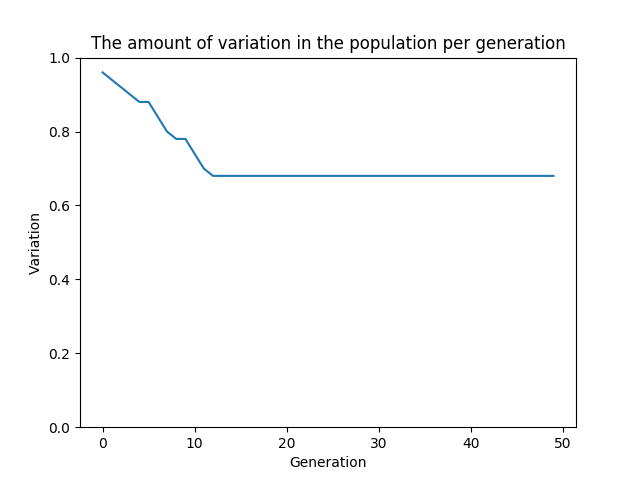 The amount of variation in the population per generation
1.0
0.8
0.6
0.4
0.2
0.0
Variation
0 10 20 30 40 50
Generation